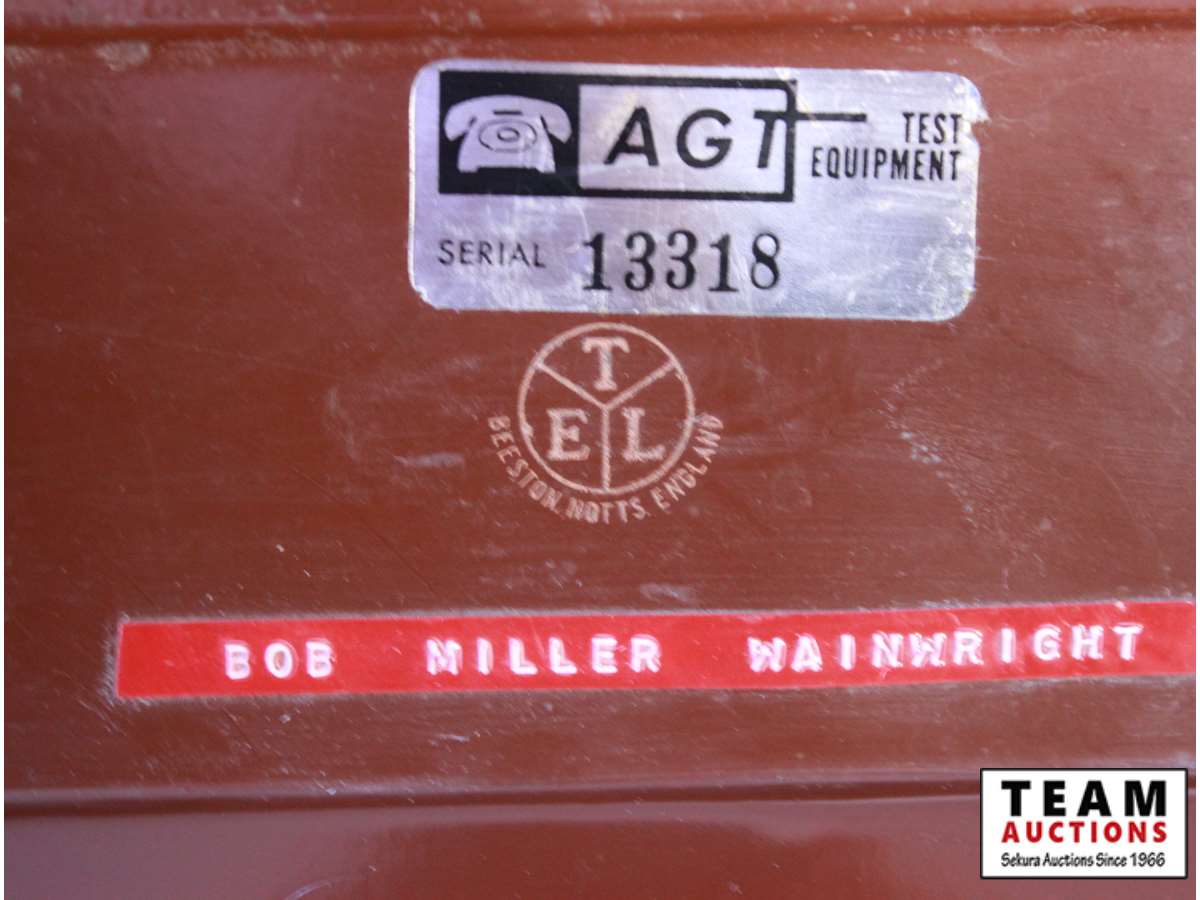 AGT
TEST
EQUIPMENT
SERIAL 13318
T
E L
BEESTON, NOTTS. ENGLAND
BOB MILLER WAINWRIGHT
TEAM
AUCTIONS
Sekura Auctions Since 1966